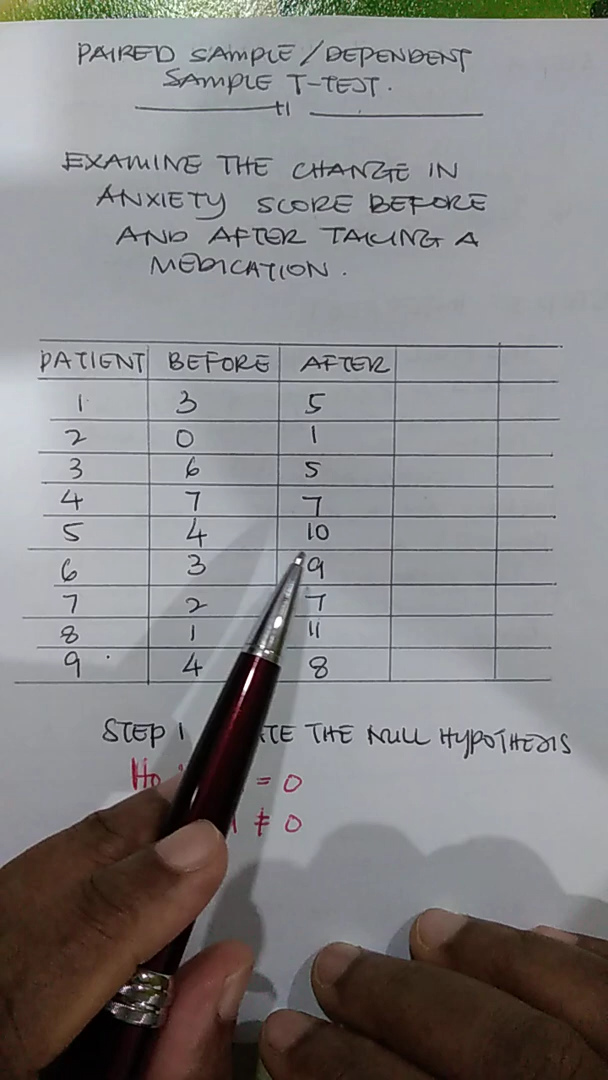 PAIRED SAMPLE/DEPENDENT
SAMPLE T-TEST.
EXAMINE THE CHANGE IN
ANXIETY SCORE BEFORE
AND AFTER TAKING A
MEDICATION.
PATIENT BEFORE AFTER
1 3 5
2 0 1
3 6 5
4 7 7
5 4 10
6 3 9
7 2 7
8 1 11
9 4 8
STEP 1 THE NULL HYPOTHESIS
Ho = 0
≠ 0